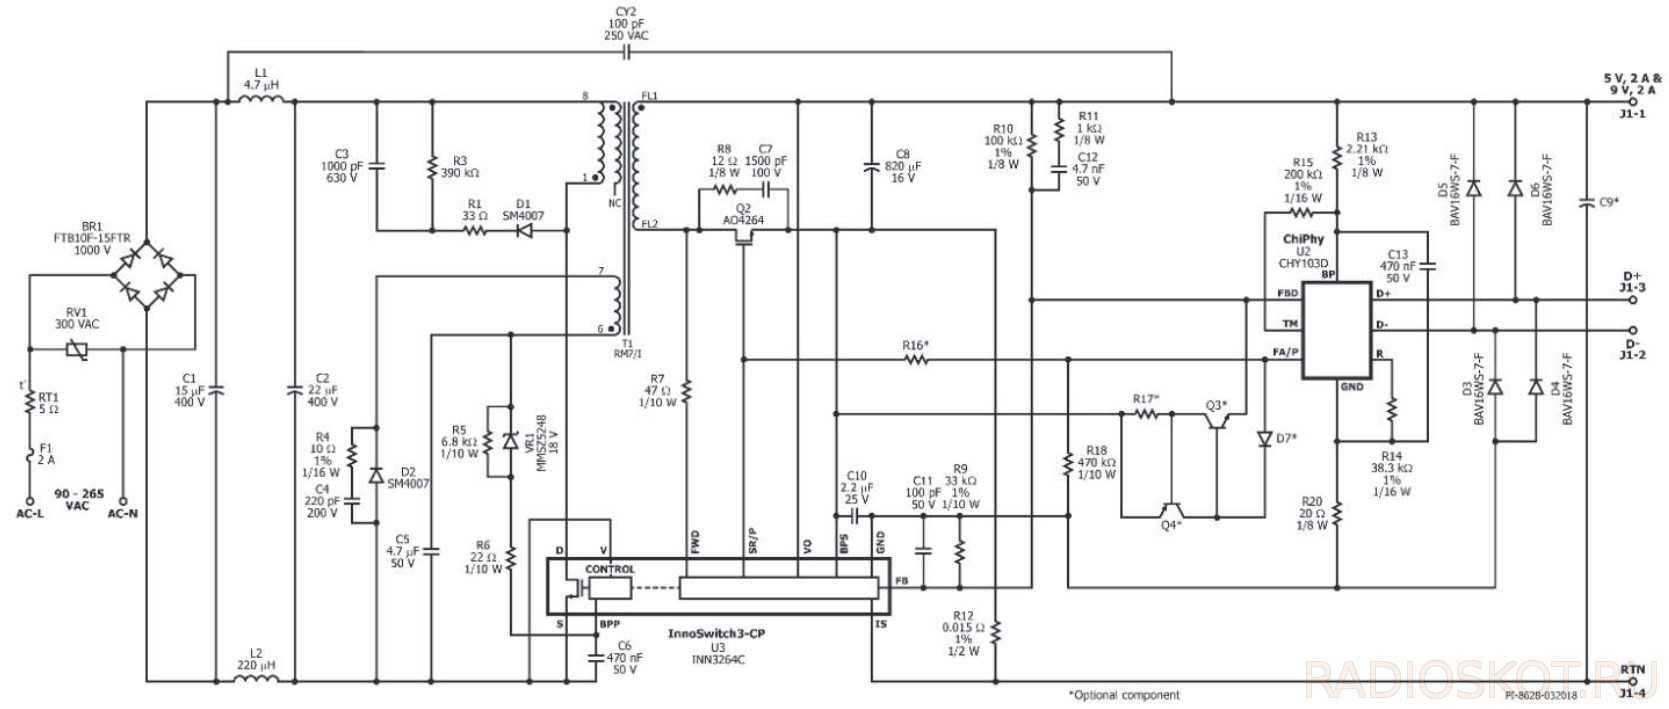 CY2
100 pF
250 VAC
L1
4.7 µH
8
FL1
5 V, 2 A &
9 V, 2 A
J1-1
C3
1000 pF
630 V
R3
390 kΩ
R1
33 Ω
D1
SM4007
1
NC
FL2
R8
12 Ω
1/8 W
C7
1500 pF
100 V
Q2
AO4264
C8
820 µF
16 V
R10
100 kΩ
1%
1/8 W
R11
1 kΩ
1/8 W
C12
4.7 nF
50 V
R13
2.21 kΩ
1%
1/8 W
R15
200 kΩ
1%
1/16 W
D5
BAV16WS-7-F
D6
BAV16WS-7-F
C9*
BR1
FTB10F-15FTR
1000 V
RV1
300 VAC
ChiPhy
U2
CHY103D
BP
C13
470 nF
50 V
7
6
T1
RM7/I
FBD
TM
FA/P
D+
D-
R
GND
D+
J1-3
D-
J1-2
t°
RT1
5 Ω
F1
2 A
AC-L
90 - 265
VAC
AC-N
C1
15 µF
400 V
C2
22 µF
400 V
R4
10 Ω
1%
1/16 W
C4
220 pF
200 V
D2
SM4007
R5
6.8 kΩ
1/10 W
VR1
MMSZ5248
18 V
R7
47 Ω
1/10 W
R16*
R17*
Q3*
D7*
Q4*
R18
470 kΩ
1/10 W
D3
BAV16WS-7-F
D4
BAV16WS-7-F
R14
38.3 kΩ
1%
1/16 W
R20
20 Ω
1/8 W
C10
2.2 µF
25 V
C11
100 pF
50 V
R9
33 kΩ
1%
1/10 W
C5
4.7 µF
50 V
R6
22 Ω
1/10 W
D
V
FWD
SR/P
VO
BPS
GND
CONTROL
FB
S
BPP
IS
InnoSwitch3-CP
U3
INN3264C
C6
470 nF
50 V
R12
0.015 Ω
1%
1/2 W
L2
220 µH
RTN
J1-4
*Optional component
PI-8628-032018
RADIOSKOT.RU